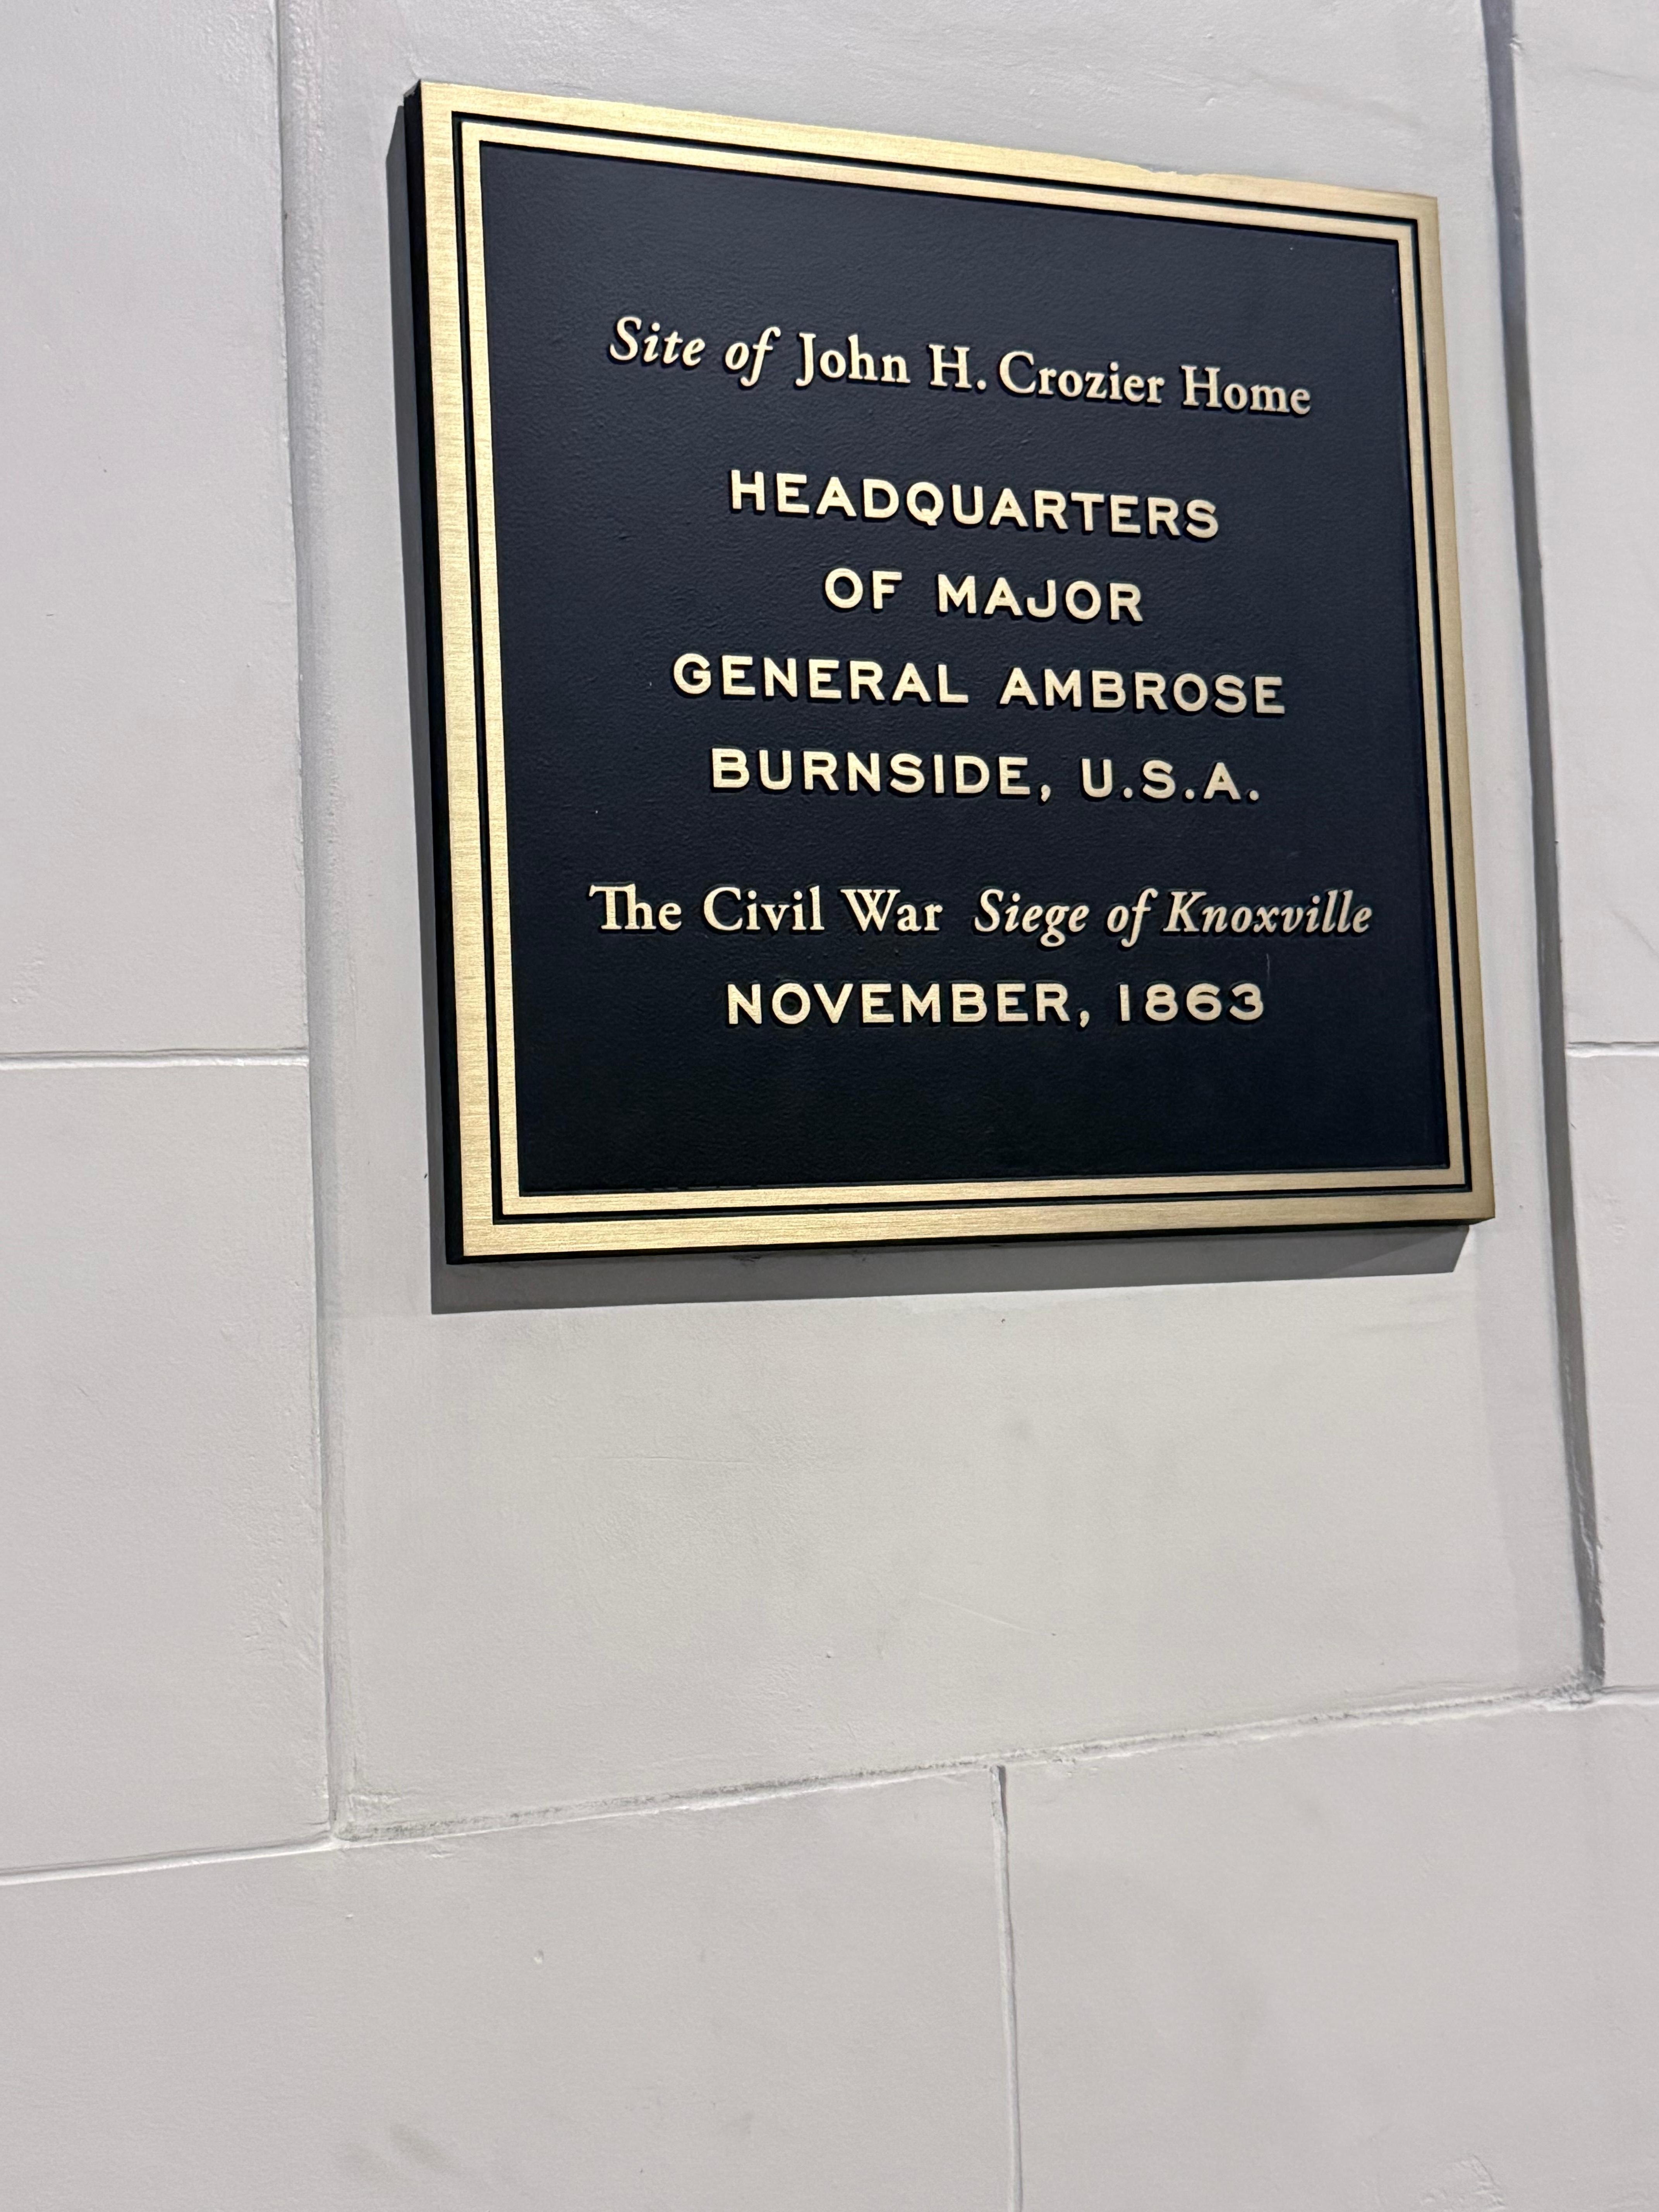 Site of John H. Crozier Home
HEADQUARTERS
OF MAJOR
GENERAL AMBROSE
BURNSIDE, U.S.A.
The Civil War Siege of Knoxville
NOVEMBER, 1863